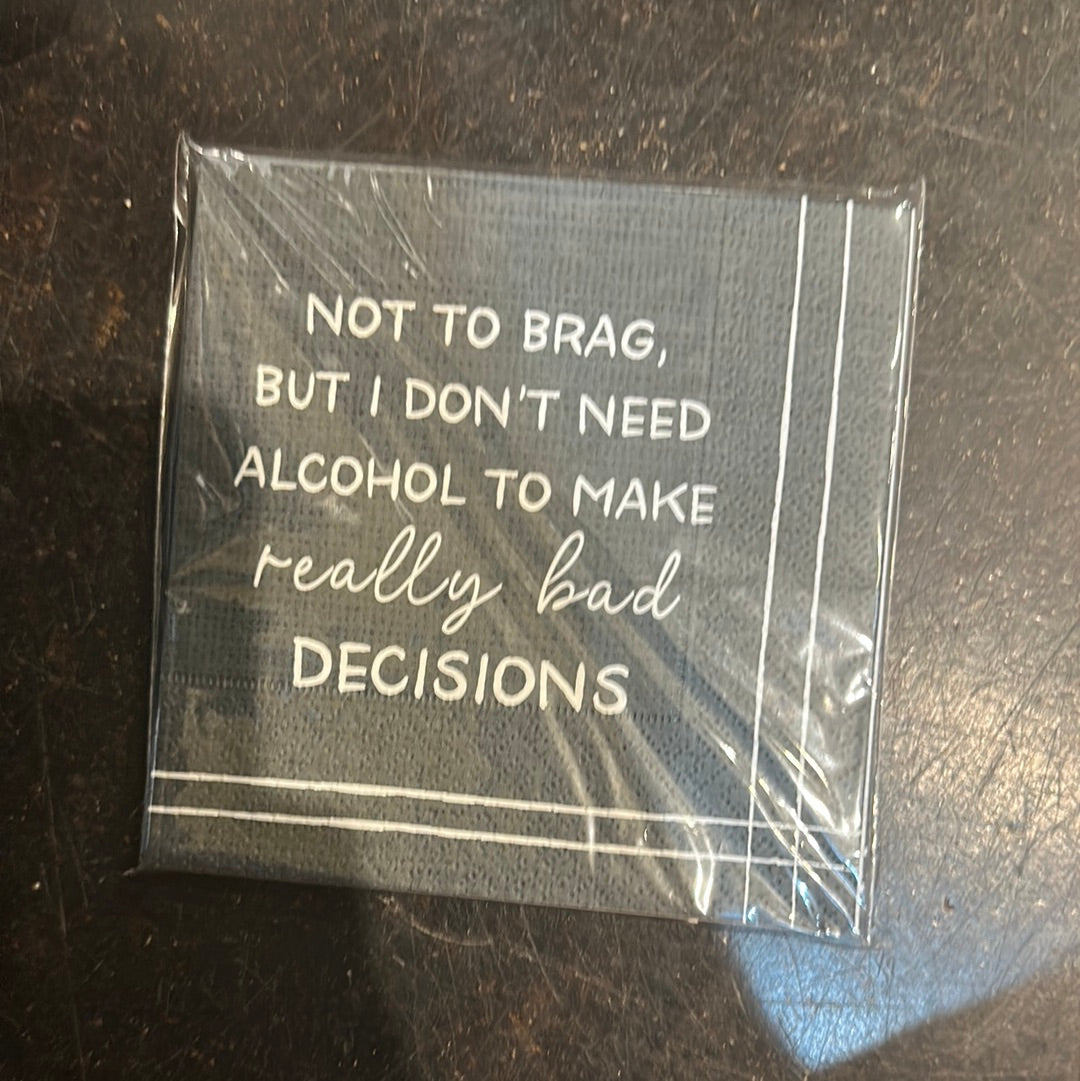 NOT TO BRAG,
BUT I DON'T NEED
ALCOHOL TO MAKE
really bad
DECISIONS